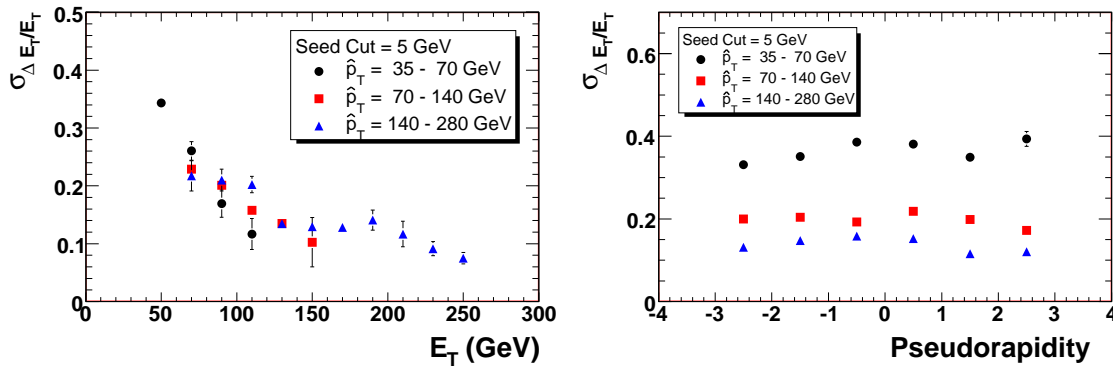 σΔ E_T/E_T
0.5
0.4
0.3
0.2
0.1
0
Seed Cut = 5 GeV
p̂_T = 35 - 70 GeV
p̂_T = 70 - 140 GeV
p̂_T = 140 - 280 GeV
0 50 100 150 200 250 300
E_T (GeV)
σΔ E_T/E_T
0.6
0.4
0.2
0
Seed Cut = 5 GeV
p̂_T = 35 - 70 GeV
p̂_T = 70 - 140 GeV
p̂_T = 140 - 280 GeV
-4 -3 -2 -1 0 1 2 3 4
Pseudorapidity